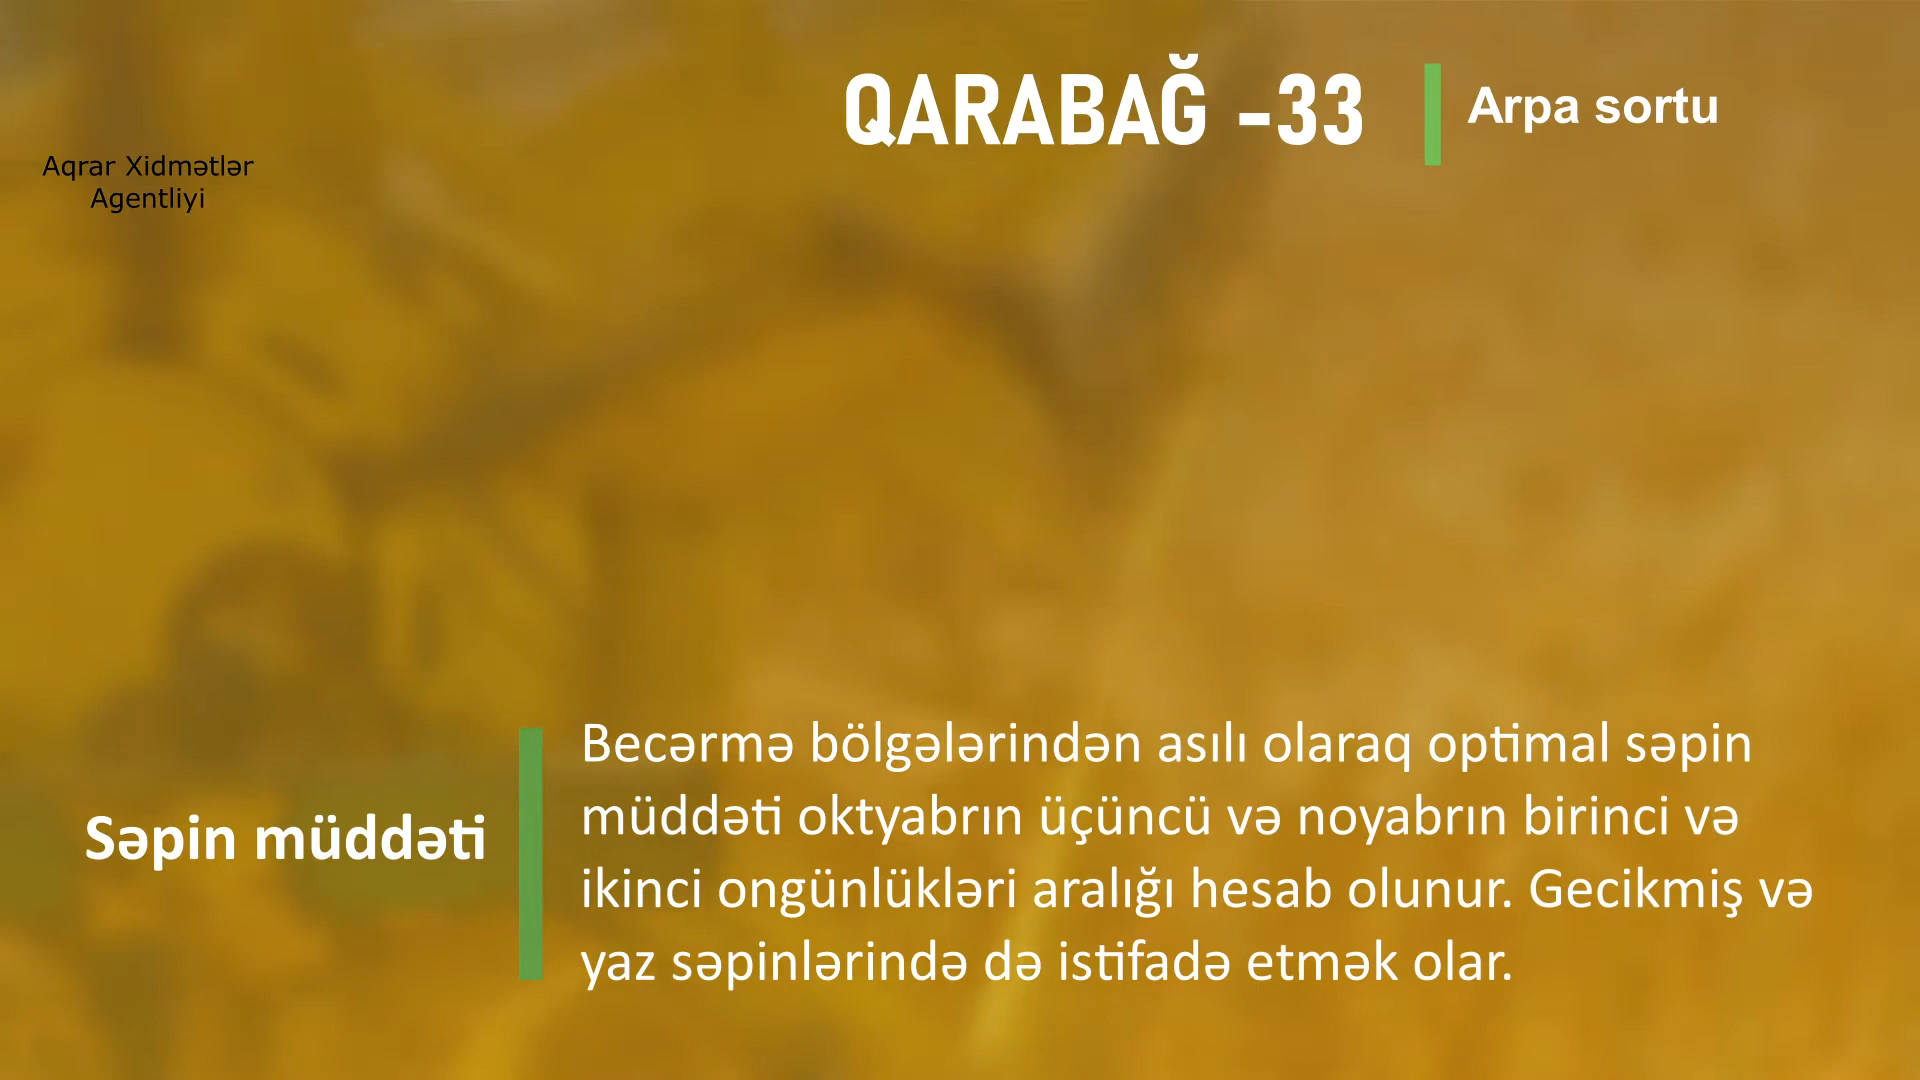 QARABAĞ -33
Arpa sortu
Aqrar Xidmətlər
Agentliyi
Səpin müddəti
Becərmə bölgələrindən asılı olaraq optimal səpin
müddəti oktyabrın üçüncü və noyabrın birinci və
ikinci ongünlükləri aralığı hesab olunur. Gecikmiş və
yaz səpinlərində də istifadə etmək olar.